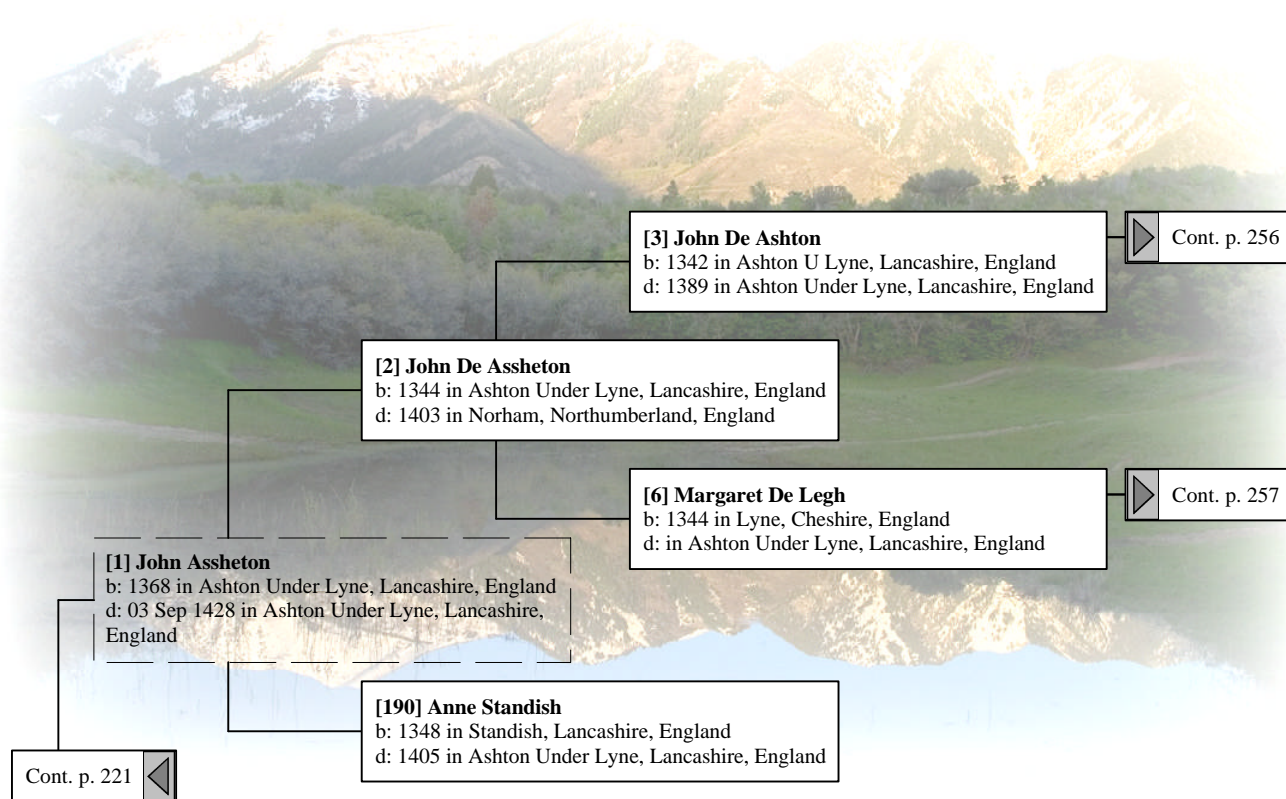 [3] John De Ashton
b: 1342 in Ashton U Lyne, Lancashire, England
d: 1389 in Ashton Under Lyne, Lancashire, England
Cont. p. 256
[2] John De Assheton
b: 1344 in Ashton Under Lyne, Lancashire, England
d: 1403 in Norham, Northumberland, England
[6] Margaret De Legh
b: 1344 in Lyne, Cheshire, England
d: in Ashton Under Lyne, Lancashire, England
Cont. p. 257
[1] John Assheton
b: 1368 in Ashton Under Lyne, Lancashire, England
d: 03 Sep 1428 in Ashton Under Lyne, Lancashire,
England
[190] Anne Standish
b: 1348 in Standish, Lancashire, England
d: 1405 in Ashton Under Lyne, Lancashire, England
Cont. p. 221